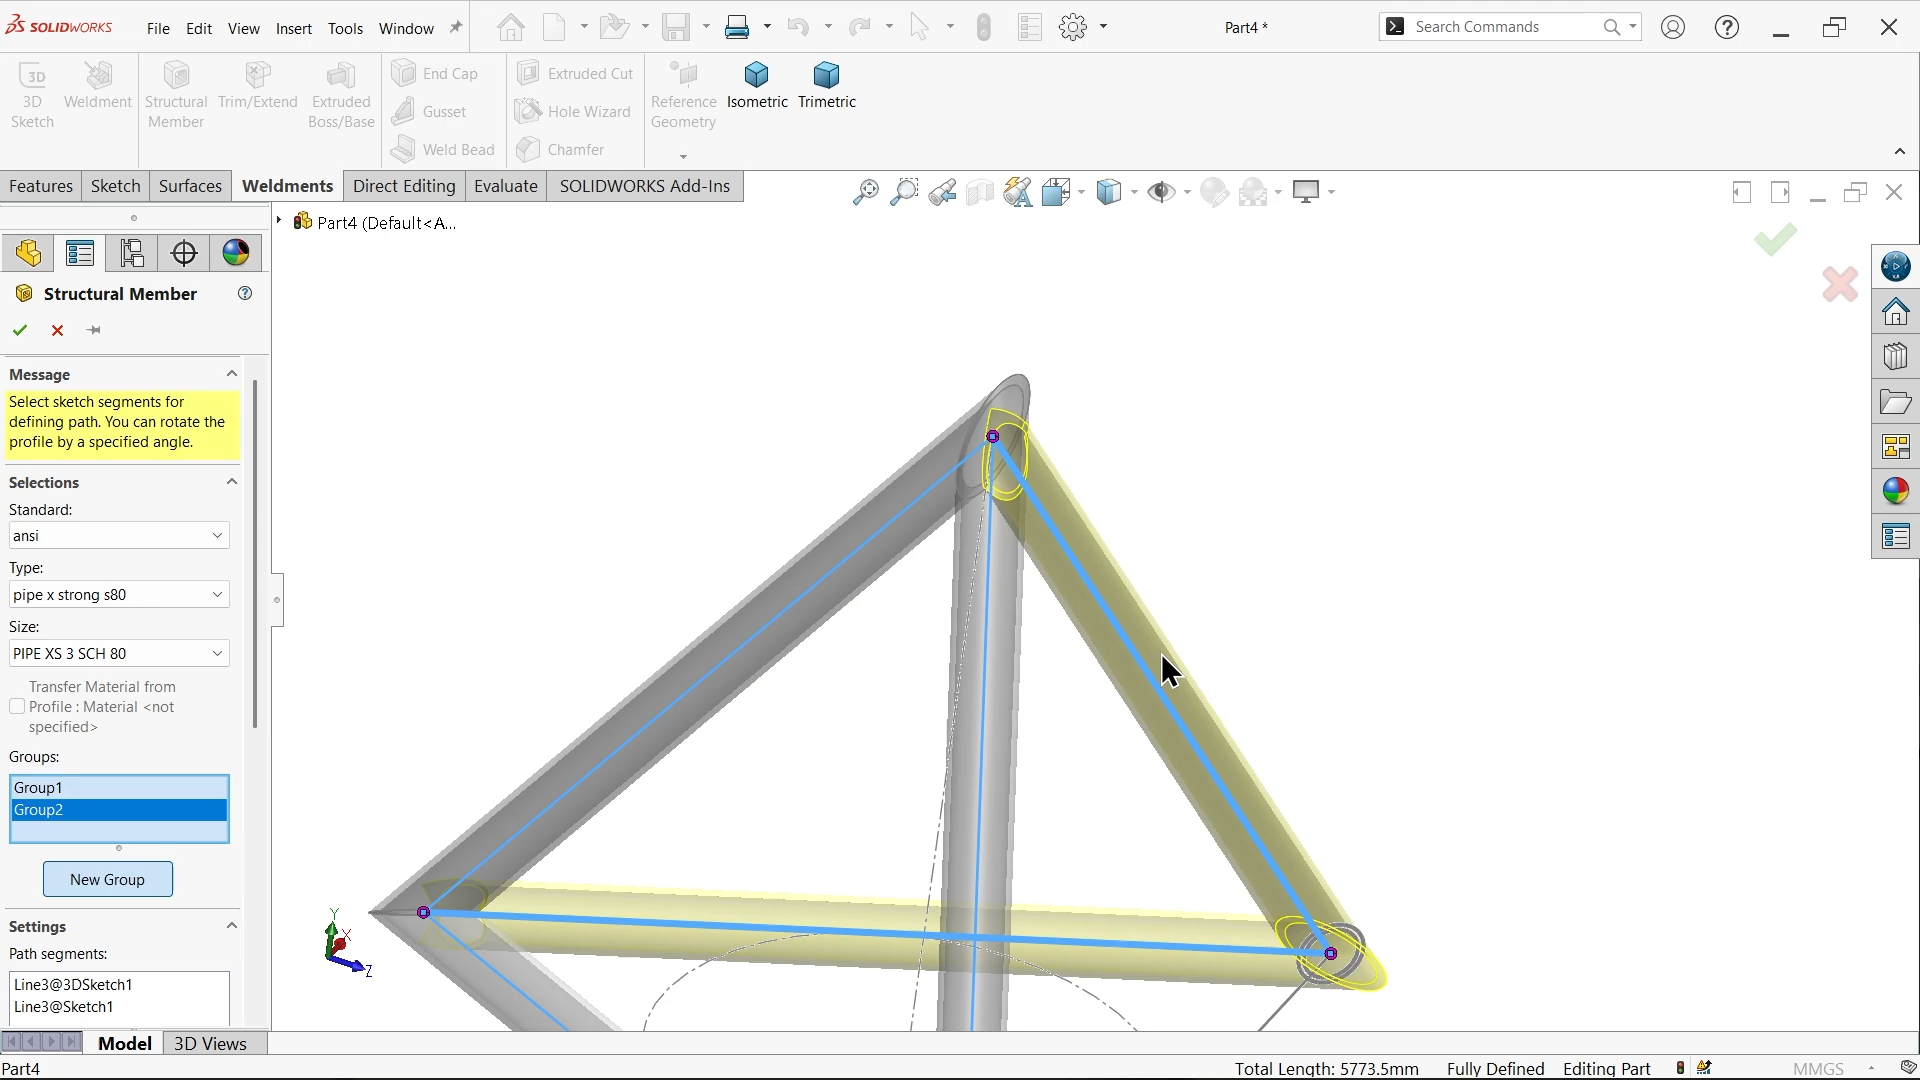 SOLIDWORKS File Edit View Insert Tools Window Part4 * Search Commands
3D Sketch
Weldment
Structural Member
Trim/Extend
Extruded Boss/Base
End Cap
Gusset
Weld Bead
Extruded Cut
Hole Wizard
Chamfer
Reference Geometry
Isometric
Trimetric
Features Sketch Surfaces Weldments Direct Editing Evaluate SOLIDWORKS Add-Ins
Part4 (Default<A...
Structural Member
Message
Select sketch segments for
defining path. You can rotate the
profile by a specified angle.
Selections
Standard:
ansi
Type:
pipe x strong s80
Size:
PIPE XS 3 SCH 80
Transfer Material from
Profile : Material <not
specified>
Groups:
Group1
Group2
New Group
Settings
Path segments:
Line3@3DSketch1
Line3@Sketch1
Y
X
Z
Model 3D Views
Part4 Total Length: 5773.5mm Fully Defined Editing Part MMGS